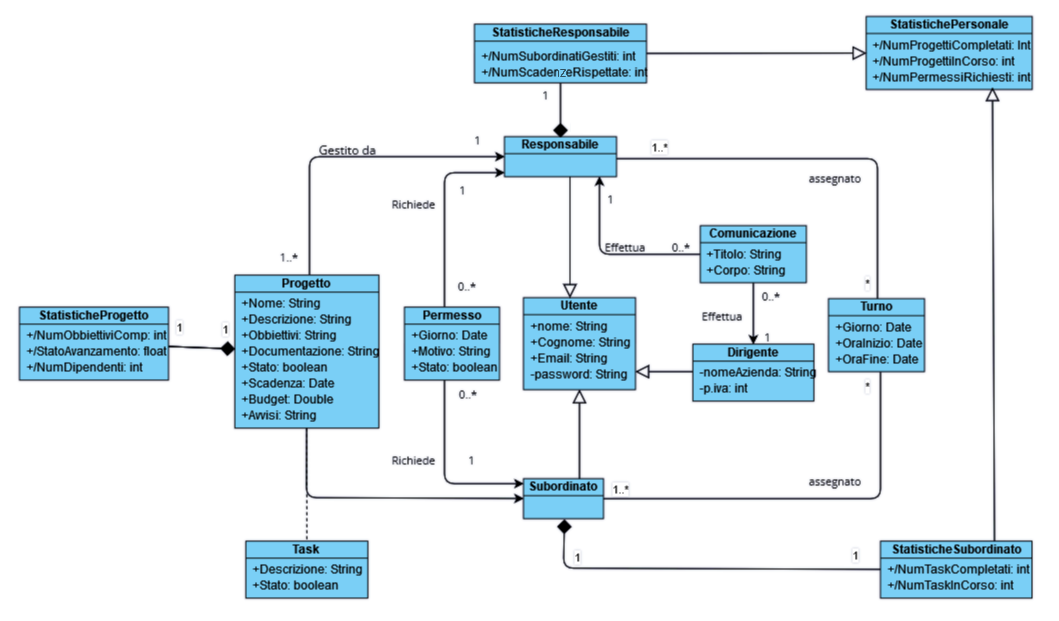 StatisticheResponsabile
+/NumSubordinatiGestiti: int
+/NumScadenzeRispettate: int
StatistichePersonale
+/NumProgettiCompletati: Int
+/NumProgettiInCorso: int
+/NumPermessiRichiesti: int
1
1
Gestito da
Responsabile
1..*
assegnato
1
Richiede
1
Effettua
0..*
Comunicazione
+Titolo: String
+Corpo: String
1..*
Progetto
+Nome: String
+Descrizione: String
+Obbiettivi: String
+Documentazione: String
+Stato: boolean
+Scadenza: Date
+Budget: Double
+Avvisi: String
0..*
Permesso
+Giorno: Date
+Motivo: String
+Stato: boolean
0..*
Utente
+nome: String
+Cognome: String
+Email: String
-password: String
0..*
Effettua
1
Dirigente
-nomeAzienda: String
-p.iva: int
*
Turno
+Giorno: Date
+OraInizio: Date
+OraFine: Date
*
StatisticheProgetto
+/NumObbiettiviComp: int
+/StatoAvanzamento: float
+/NumDipendenti: int
1
1
Richiede
1
Subordinato
1..*
assegnato
Task
+Descrizione: String
+Stato: boolean
1
1
StatisticheSubordinato
+/NumTaskCompletati: int
+/NumTaskInCorso: int